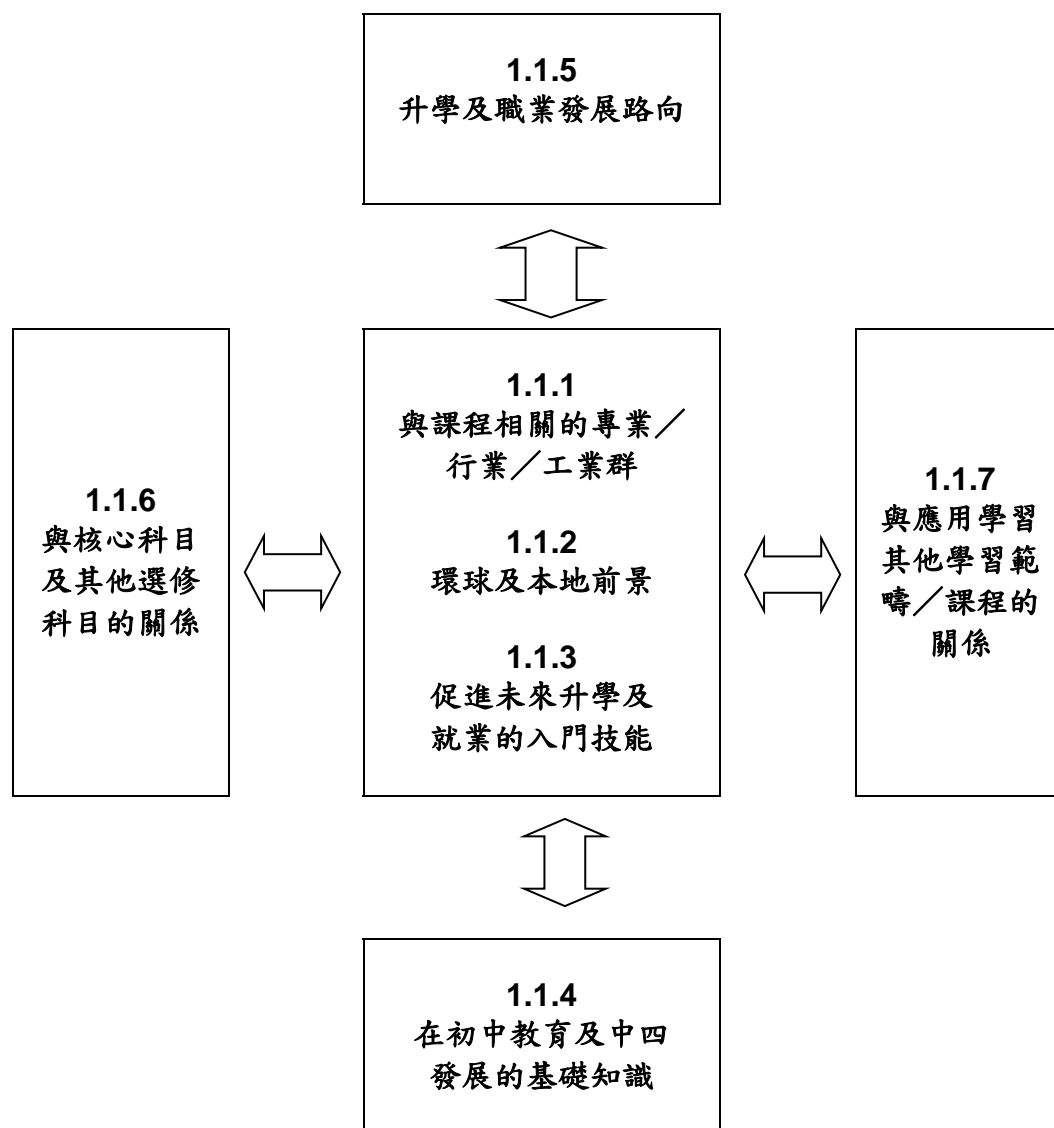 1.1.5
升學及職業發展路向
1.1.6
與核心科目
及其他選修
科目的關係
1.1.1
與課程相關的專業／
行業／工業群
1.1.2
環球及本地前景
1.1.3
促進未來升學及
就業的入門技能
1.1.7
與應用學習
其他學習範
疇／課程的
關係
1.1.4
在初中教育及中四
發展的基礎知識